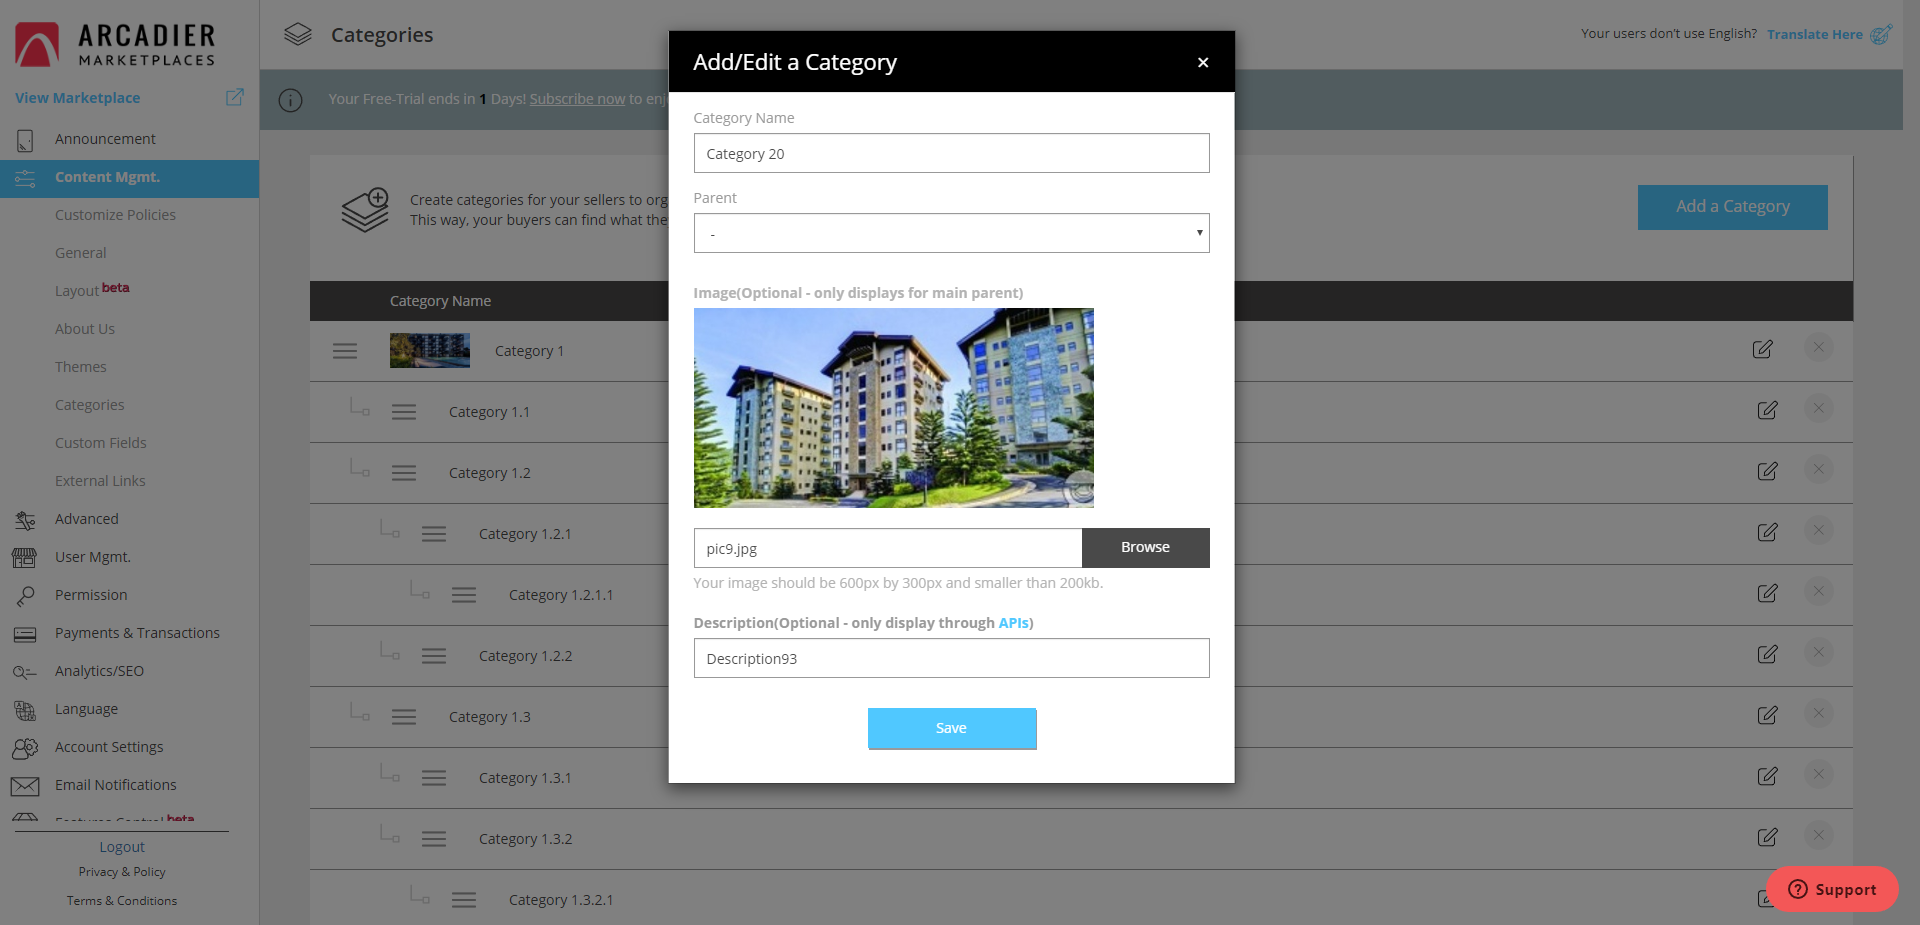 ARCADIER
MARKETPLACES
View Marketplace
Announcement
Content Mgmt.
Customize Policies
General
Layout beta
About Us
Themes
Categories
Custom Fields
External Links
Advanced
User Mgmt.
Permission
Payments & Transactions
Analytics/SEO
Language
Account Settings
Email Notifications
Features Control beta
Logout
Privacy & Policy
Terms & Conditions
Categories
Your users don't use English? Translate Here
Your Free-Trial ends in 1 Days! Subscribe now to enj
Create categories for your sellers to org
This way, your buyers can find what the
Add a Category
Category Name
Category 1
Category 1.1
Category 1.2
Category 1.2.1
Category 1.2.1.1
Category 1.2.2
Category 1.3
Category 1.3.1
Category 1.3.2
Category 1.3.2.1
Add/Edit a Category
Category Name
Category 20
Parent
-
Image(Optional - only displays for main parent)
pic9.jpg
Browse
Your image should be 600px by 300px and smaller than 200kb.
Description(Optional - only display through APIs)
Description93
Save
Support